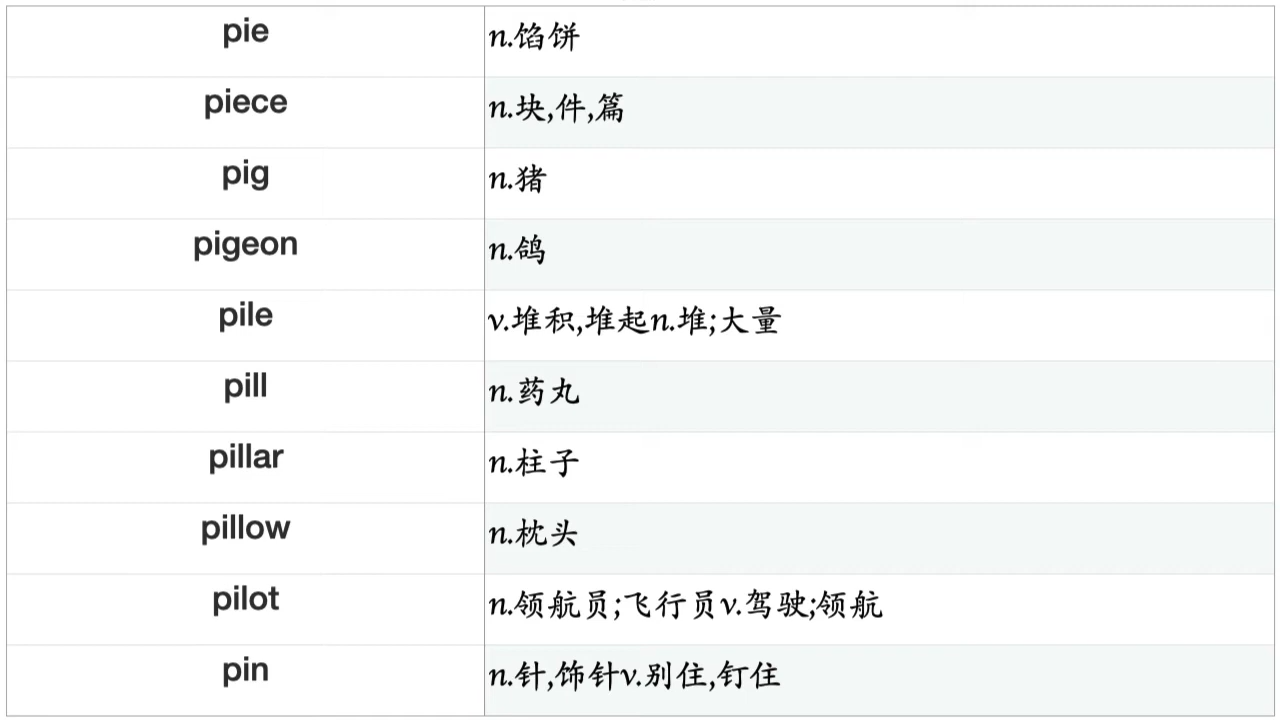 pie n.馅饼
piece n.块,件,篇
pig n.猪
pigeon n.鸽
pile v.堆积,堆起n.堆;大量
pill n.药丸
pillar n.柱子
pillow n.枕头
pilot n.领航员;飞行员v.驾驶;领航
pin n.针,饰针v.别住,钉住